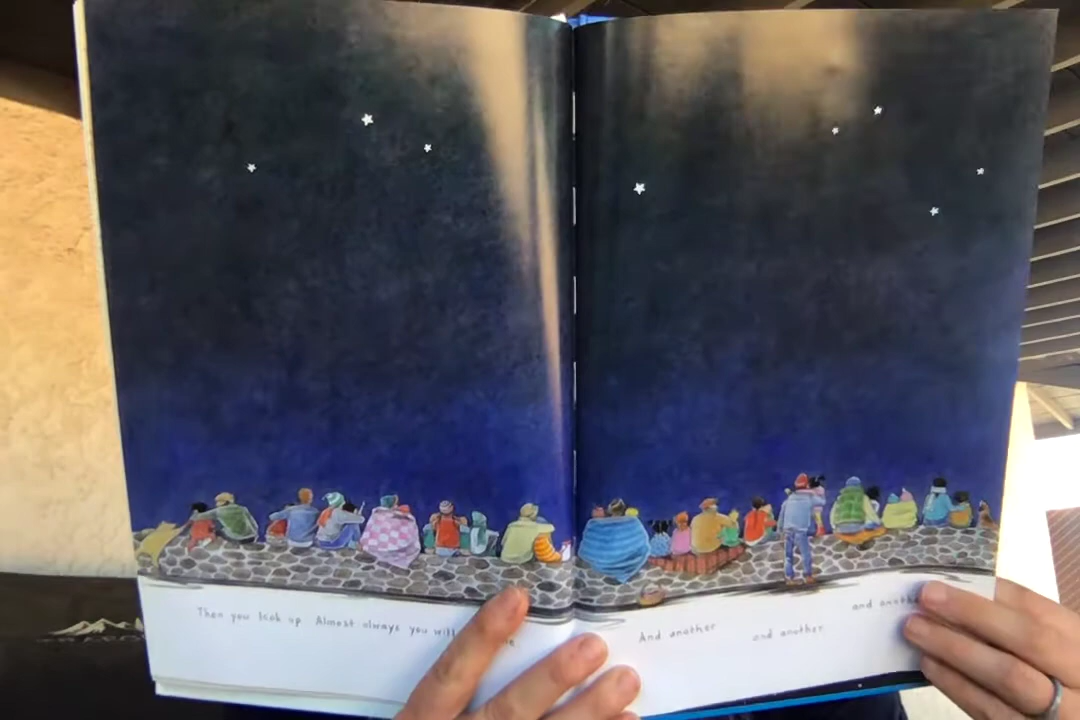 Then you look up. Almost always you will
And another
and another
and another